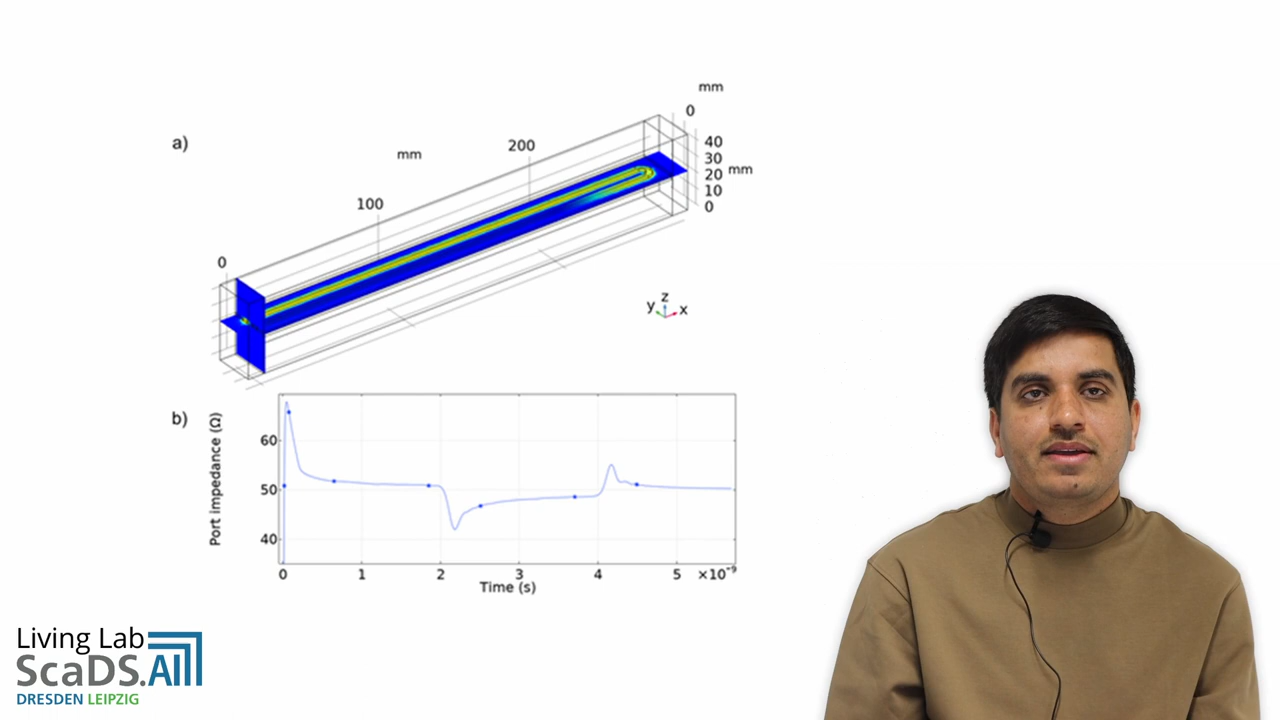 a)
mm
0
40
30
20
10
0
mm
200
mm
100
0
z
y
x
b)
Port impedance (Ω)
60
50
40
0 1 2 3 4 5 ×10⁻⁹
Time (s)
Living Lab
ScaDS.AI
DRESDEN LEIPZIG